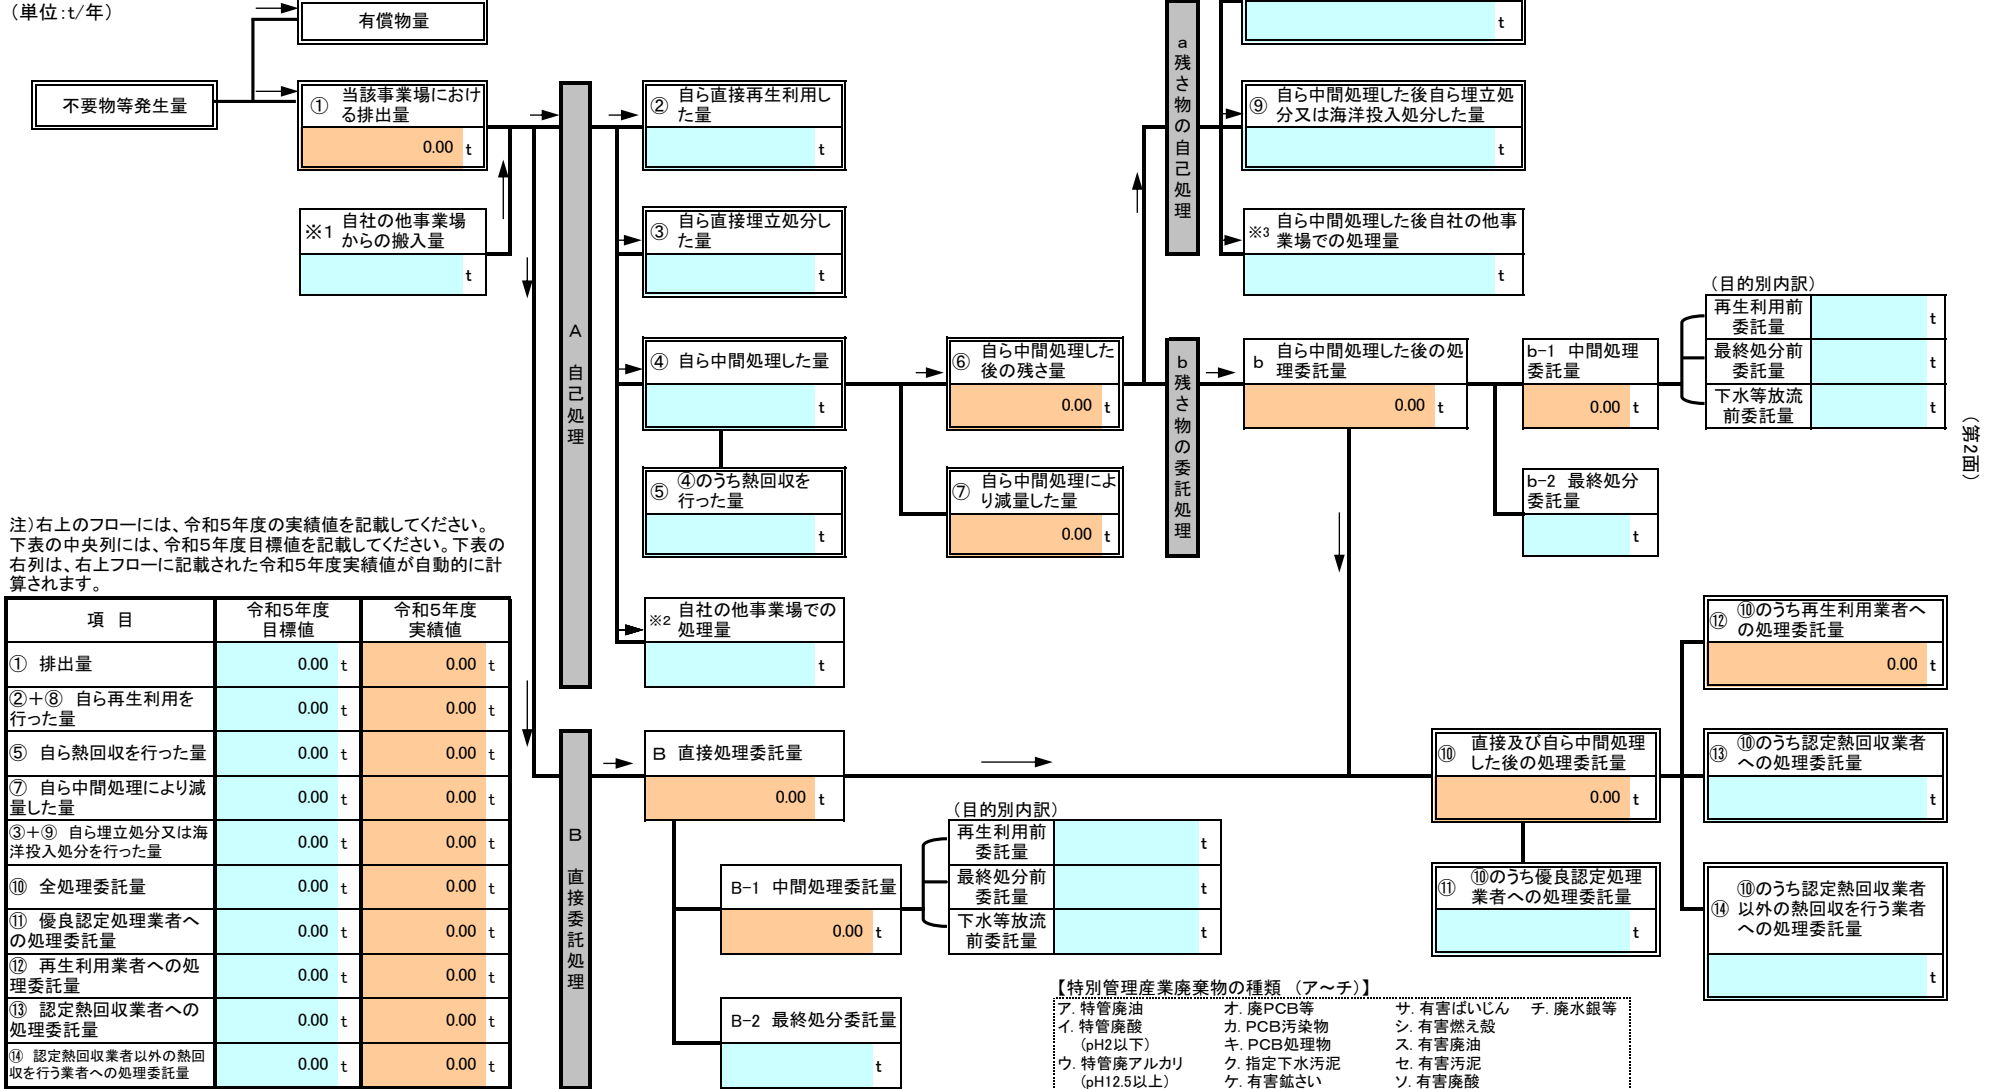 （単位：t/年）
有償物量
t
不要物等発生量
① 当該事業場におけ
る排出量
0.00 t
※1 自社の他事業場
からの搬入量
t
A 自己処理
② 自ら直接再生利用し
た量
t
③ 自ら直接埋立処分し
た量
t
④ 自ら中間処理した量
t
⑤ ④のうち熱回収を
行った量
t
※2 自社の他事業場での
処理量
t
⑥ 自ら中間処理した
後の残さ量
0.00 t
⑦ 自ら中間処理によ
り減量した量
0.00 t
a残さ物の自己処理
⑨ 自ら中間処理した後自ら埋立処
分又は海洋投入処分した量
t
※3 自ら中間処理した後自社の他事
業場での処理量
t
b残さ物の委託処理
b 自ら中間処理した後の処
理委託量
0.00 t
b-1 中間処理
委託量
0.00 t
b-2 最終処分
委託量
t
（目的別内訳）
再生利用前
委託量
t
最終処分前
委託量
t
下水等放流
前委託量
t
（第2面）
注）右上のフローには、令和5年度の実績値を記載してください。
下表の中央列には、令和5年度目標値を記載してください。下表の
右列は、右上フローに記載された令和5年度実績値が自動的に計
算されます。
項 目 令和5年度
目標値 令和5年度
実績値
① 排出量 0.00 t 0.00 t
②＋⑧ 自ら再生利用を
行った量 0.00 t 0.00 t
⑤ 自ら熱回収を行った量 0.00 t 0.00 t
⑦ 自ら中間処理により減
量した量 0.00 t 0.00 t
③＋⑨ 自ら埋立処分又は海
洋投入処分を行った量 0.00 t 0.00 t
⑩ 全処理委託量 0.00 t 0.00 t
⑪ 優良認定処理業者へ
の処理委託量 0.00 t 0.00 t
⑫ 再生利用業者への処
理委託量 0.00 t 0.00 t
⑬ 認定熱回収業者への
処理委託量 0.00 t 0.00 t
⑭ 認定熱回収業者以外の熱回
収を行う業者への処理委託量 0.00 t 0.00 t
B 直接委託処理
B 直接処理委託量
0.00 t
B-1 中間処理委託量
0.00 t
B-2 最終処分委託量
t
（目的別内訳）
再生利用前
委託量
t
最終処分前
委託量
t
下水等放流
前委託量
t
⑩ 直接及び自ら中間処理
した後の処理委託量
0.00 t
⑪ ⑩のうち優良認定処理
業者への処理委託量
t
⑫ ⑩のうち再生利用業者へ
の処理委託量
0.00 t
⑬ ⑩のうち認定熱回収業者
への処理委託量
t
⑭ ⑩のうち認定熱回収業者
以外の熱回収を行う業者
への処理委託量
t
【特別管理産業廃棄物の種類 （ア～チ）】
ア. 特管廃油 オ. 廃PCB等 サ. 有害ばいじん チ. 廃水銀等
イ. 特管廃酸 カ. PCB汚染物 シ. 有害燃え殻
（pH2以下） キ. PCB処理物 ス. 有害廃油
ウ. 特管廃アルカリ ク. 指定下水汚泥 セ. 有害汚泥
（pH12.5以上） ケ. 有害鉱さい ソ. 有害廃酸